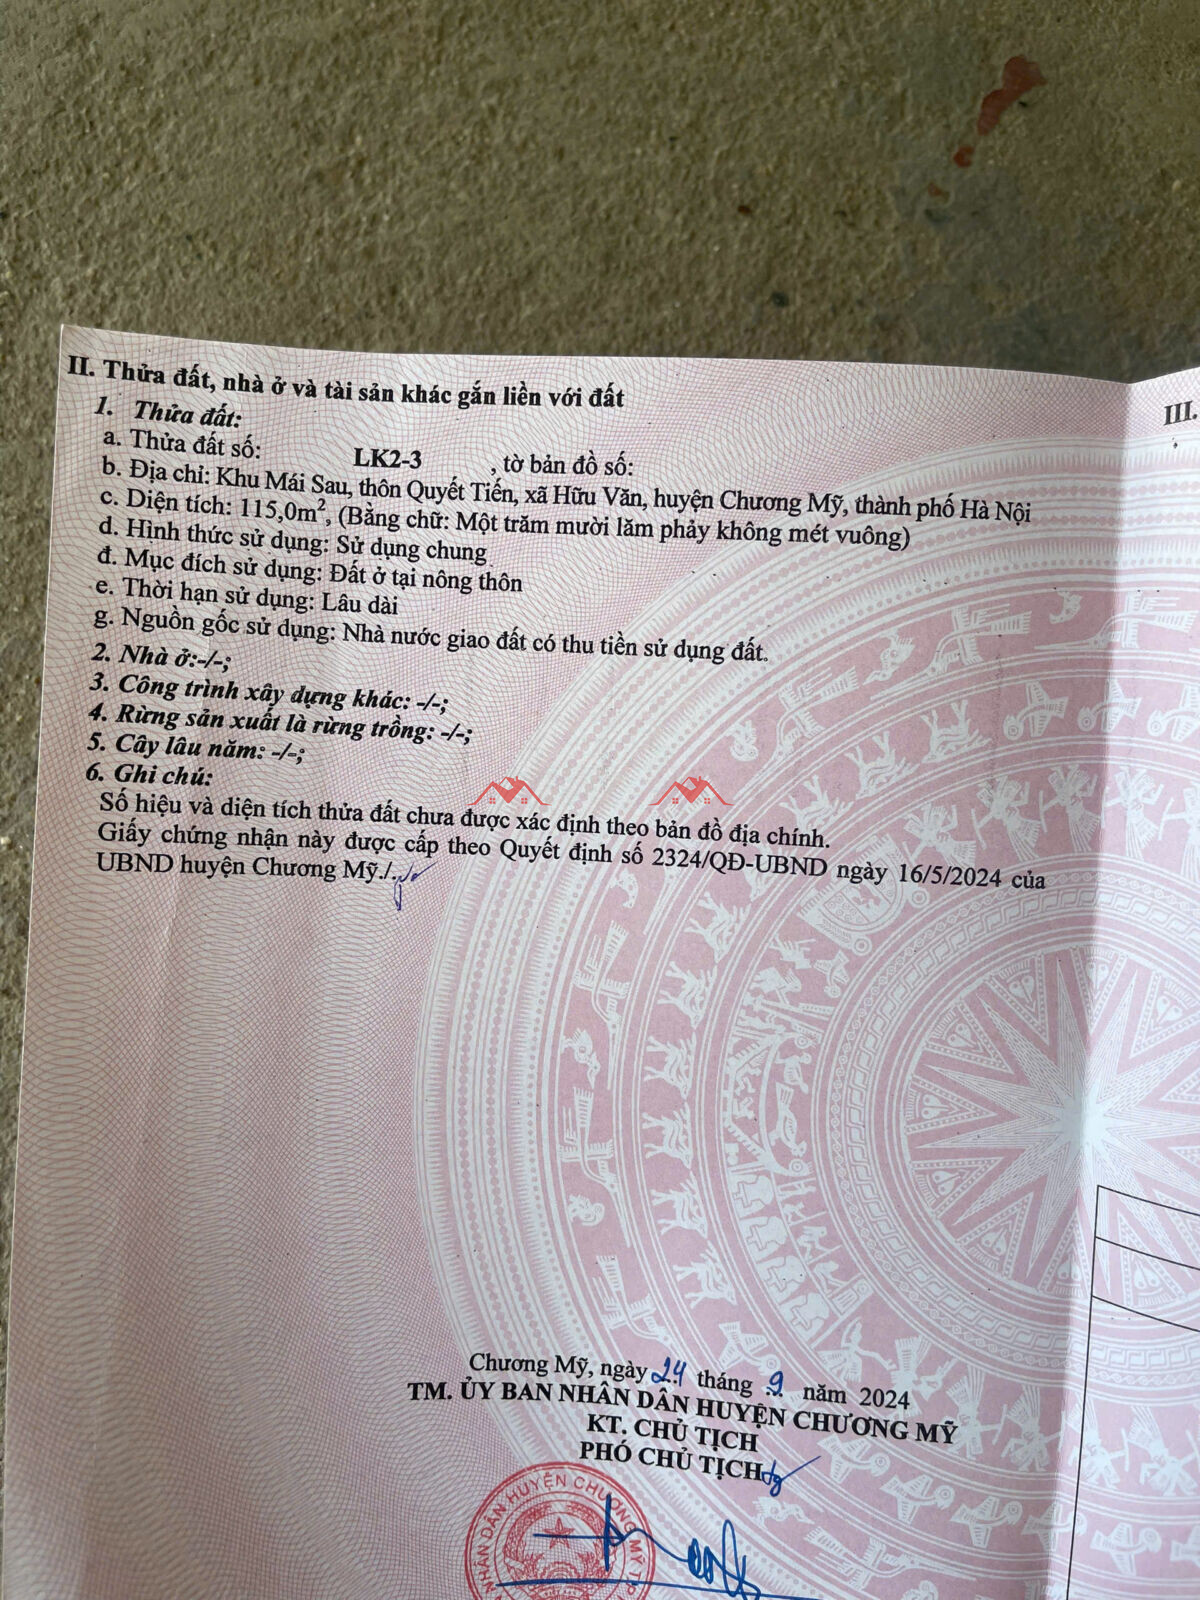 II. Thửa đất, nhà ở và tài sản khác gắn liền với đất
1. Thửa đất:
a. Thửa đất số: LK2-3 , tờ bản đồ số:
b. Địa chỉ: Khu Mái Sau, thôn Quyết Tiến, xã Hữu Văn, huyện Chương Mỹ, thành phố Hà Nội
c. Diện tích: 115,0m², (Bằng chữ: Một trăm mười lăm phảy không mét vuông)
d. Hình thức sử dụng: Sử dụng chung
đ. Mục đích sử dụng: Đất ở tại nông thôn
e. Thời hạn sử dụng: Lâu dài
g. Nguồn gốc sử dụng: Nhà nước giao đất có thu tiền sử dụng đất.
2. Nhà ở:-/-;
3. Công trình xây dựng khác: -/-;
4. Rừng sản xuất là rừng trồng: -/-;
5. Cây lâu năm: -/-;
6. Ghi chú:
Số hiệu và diện tích thửa đất chưa được xác định theo bản đồ địa chính.
Giấy chứng nhận này được cấp theo Quyết định số 2324/QĐ-UBND ngày 16/5/2024 của
UBND huyện Chương Mỹ./.
III.
Chương Mỹ, ngày 24 tháng 9 năm 2024
TM. ỦY BAN NHÂN DÂN HUYỆN CHƯƠNG MỸ
KT. CHỦ TỊCH
PHÓ CHỦ TỊCH
NHÂN DÂN HUYỆN CHƯƠNG MỸ TP